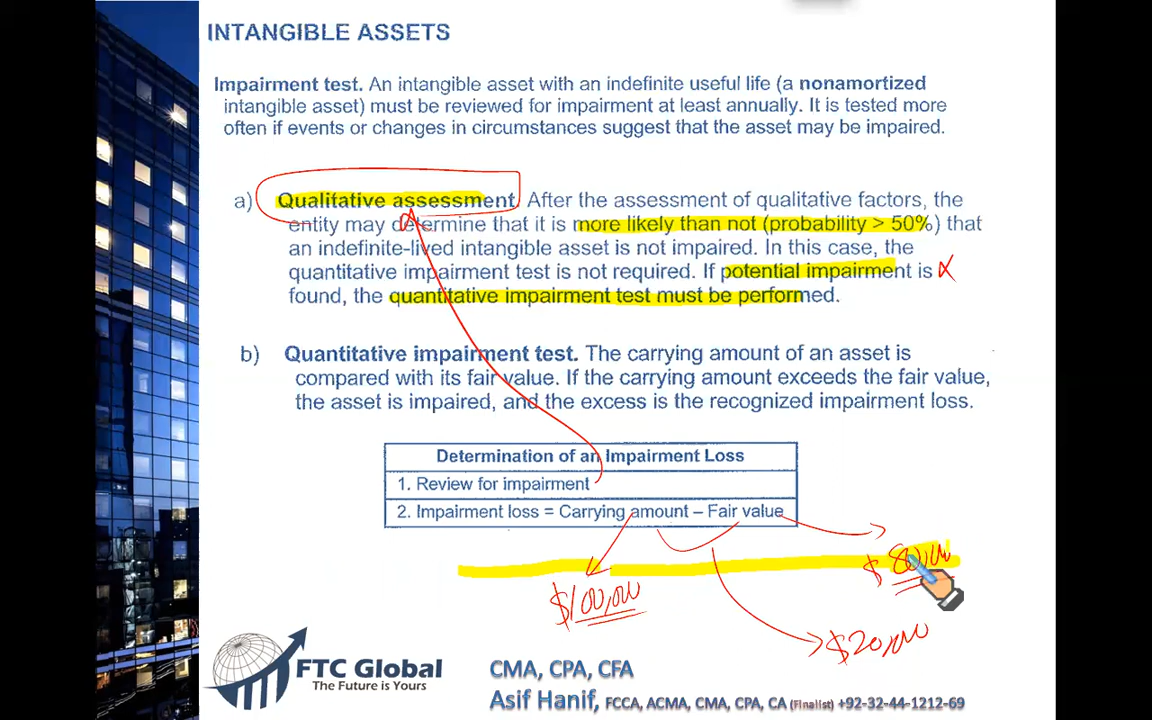 INTANGIBLE ASSETS
Impairment test. An intangible asset with an indefinite useful life (a nonamortized
intangible asset) must be reviewed for impairment at least annually. It is tested more
often if events or changes in circumstances suggest that the asset may be impaired.
a) Qualitative assessment. After the assessment of qualitative factors, the
entity may determine that it is more likely than not (probability > 50%) that
an indefinite-lived intangible asset is not impaired. In this case, the
quantitative impairment test is not required. If potential impairment is
found, the quantitative impairment test must be performed.
b) Quantitative impairment test. The carrying amount of an asset is
compared with its fair value. If the carrying amount exceeds the fair value,
the asset is impaired, and the excess is the recognized impairment loss.
Determination of an Impairment Loss
1. Review for impairment
2. Impairment loss = Carrying amount – Fair value
$80,000
$100,000
$20,000
FTC Global
The Future is Yours
CMA, CPA, CFA
Asif Hanif, FCCA, ACMA, CMA, CPA, CA (Finalist) +92-32-44-1212-69